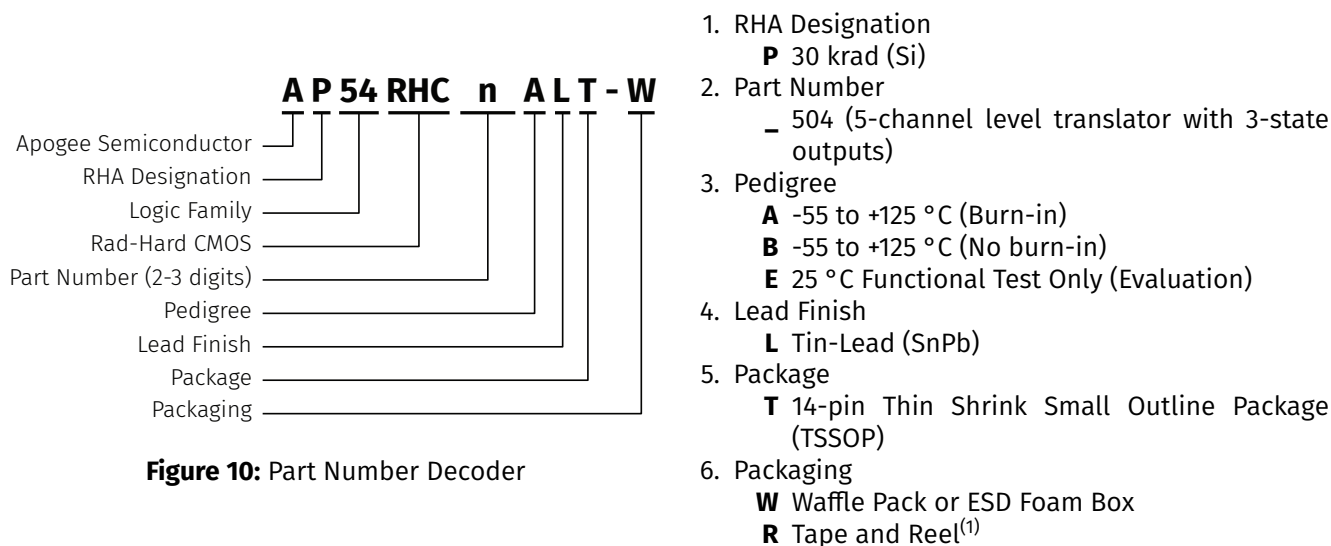 A P 54 RHC n A L T - W
Apogee Semiconductor
RHA Designation
Logic Family
Rad-Hard CMOS
Part Number (2-3 digits)
Pedigree
Lead Finish
Package
Packaging
Figure 10: Part Number Decoder
1. RHA Designation
P 30 krad (Si)
2. Part Number
_ 504 (5-channel level translator with 3-state
outputs)
3. Pedigree
A -55 to +125 °C (Burn-in)
B -55 to +125 °C (No burn-in)
E 25 °C Functional Test Only (Evaluation)
4. Lead Finish
L Tin-Lead (SnPb)
5. Package
T 14-pin Thin Shrink Small Outline Package
(TSSOP)
6. Packaging
W Waffle Pack or ESD Foam Box
R Tape and Reel(1)